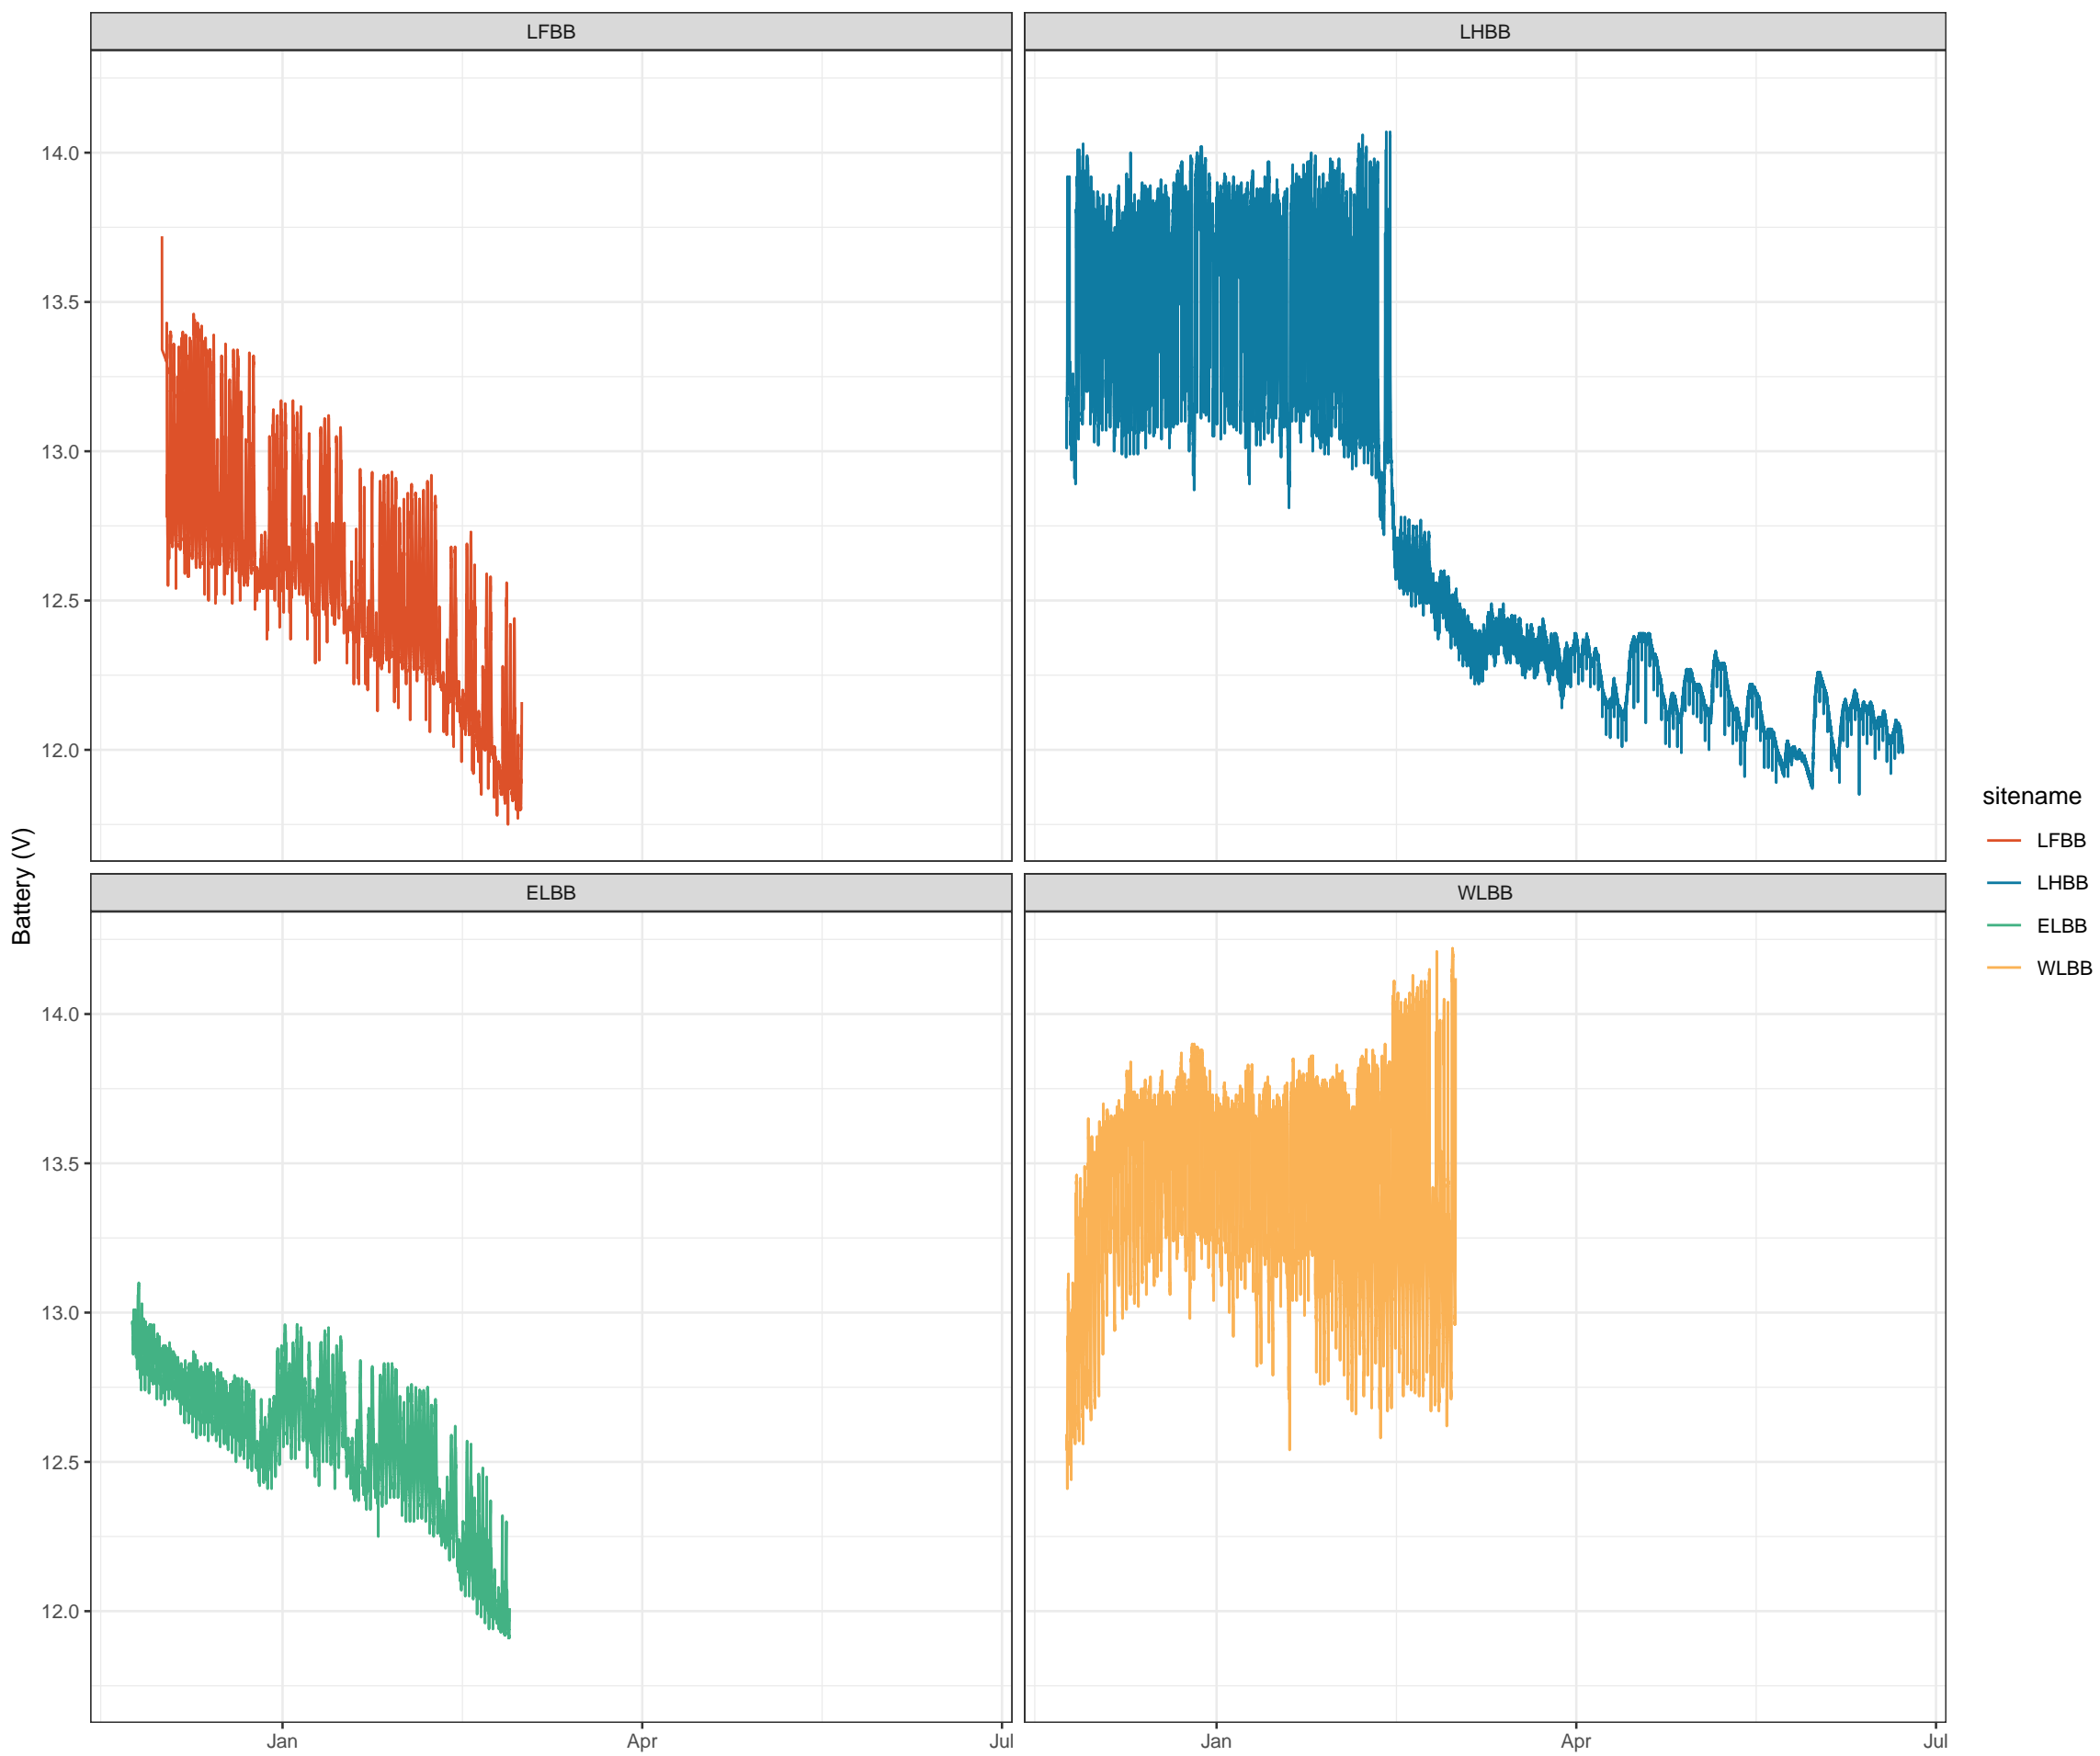 LFBB
LHBB
14.0
13.5
13.0
12.5
12.0
Battery (V)
ELBB
WLBB
14.0
13.5
13.0
12.5
12.0
Jan
Apr
Jul
Jan
Apr
Jul
sitename
LFBB
LHBB
ELBB
WLBB